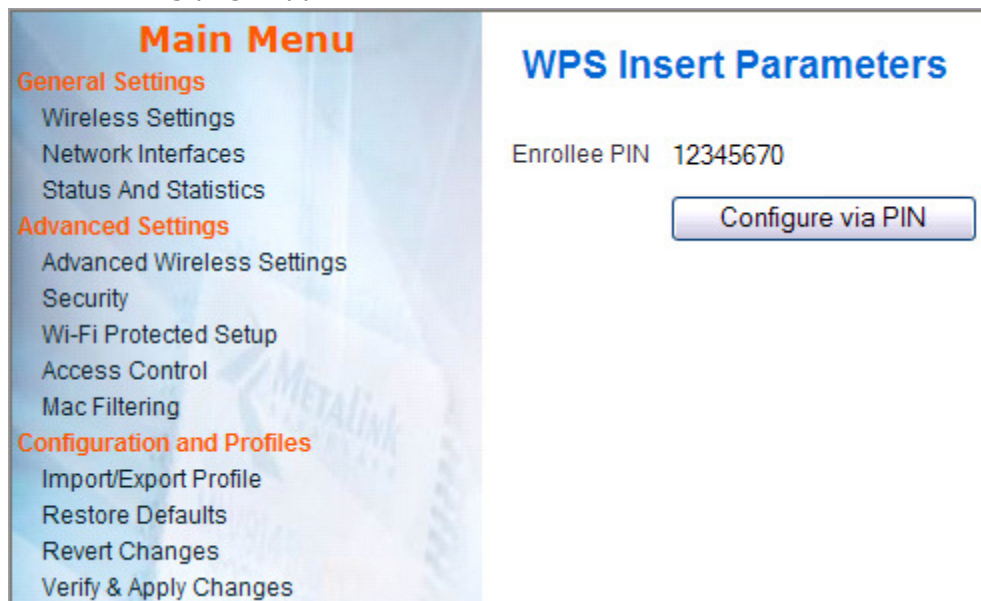 Main Menu
General Settings
Wireless Settings
Network Interfaces
Status And Statistics
Advanced Settings
Advanced Wireless Settings
Security
Wi-Fi Protected Setup
Access Control
Mac Filtering
Configuration and Profiles
Import/Export Profile
Restore Defaults
Revert Changes
Verify & Apply Changes
WPS Insert Parameters
Enrollee PIN 12345670
Configure via PIN
METALINK